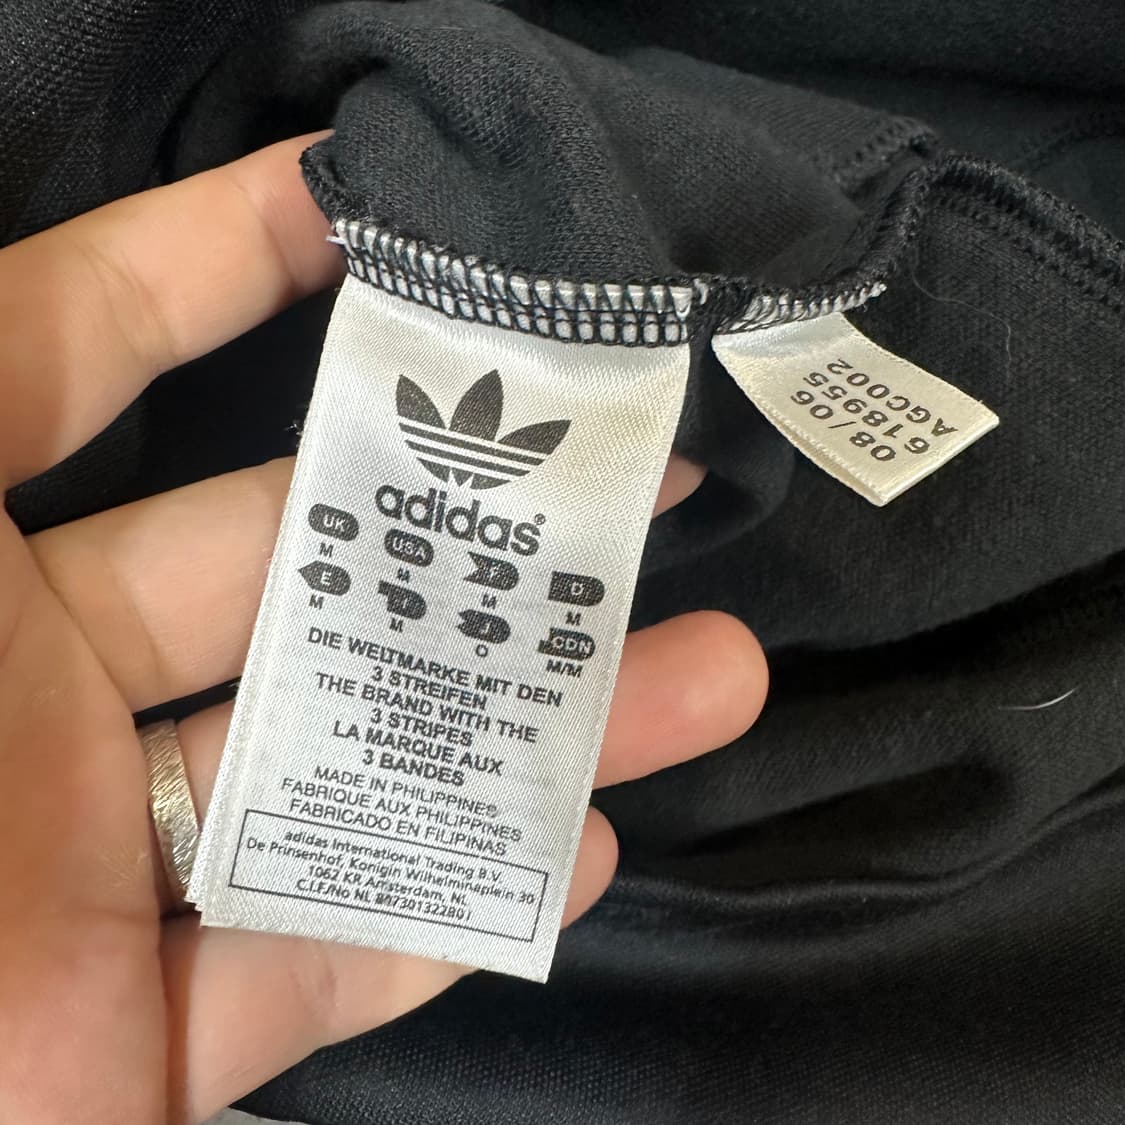 adidas®
UK USA F D
M M M M
E I J CDN
M M O M/M
DIE WELTMARKE MIT DEN
3 STREIFEN
THE BRAND WITH THE
3 STRIPES
LA MARQUE AUX
3 BANDES
MADE IN PHILIPPINES
FABRIQUE AUX PHILIPPINES
FABRICADO EN FILIPINAS
adidas International Trading B.V.
De Prinsenhof, Konigin Wilhelminaplein 30
1062 KR Amsterdam, NL
C.I.F./No NL 807301322B01
08/06
618955
AGC002